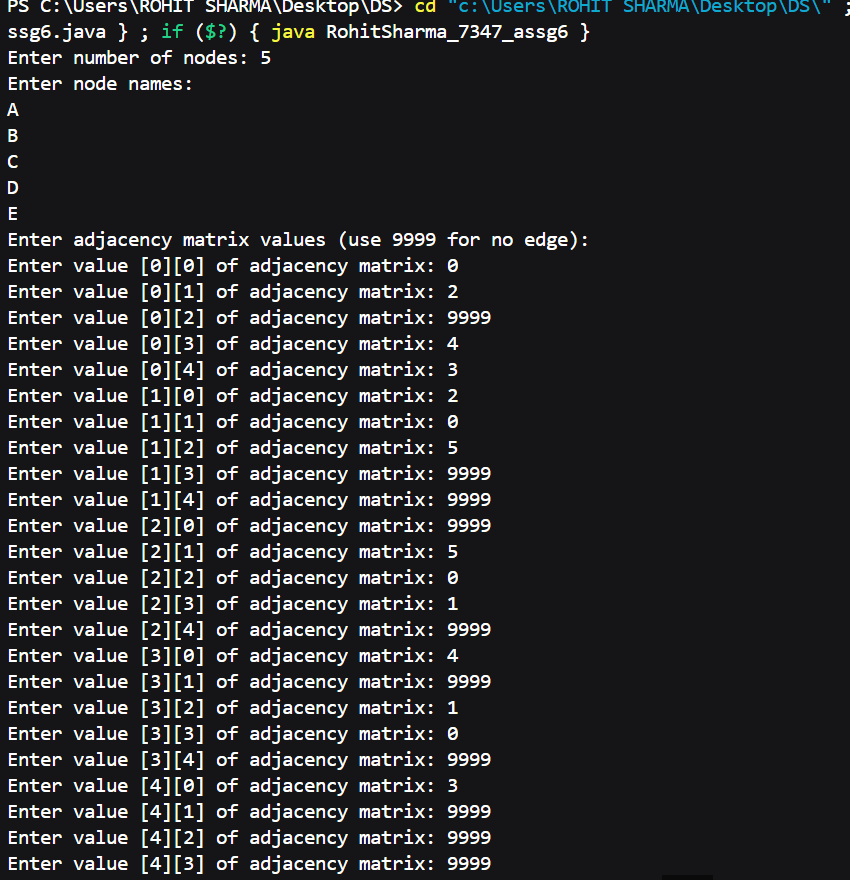 PS C:\Users\ROHIT SHARMA\Desktop\DS> cd "c:\Users\ROHIT SHARMA\Desktop\DS\" ;
ssg6.java } ; if ($?) { java RohitSharma_7347_assg6 }
Enter number of nodes: 5
Enter node names:
A
B
C
D
E
Enter adjacency matrix values (use 9999 for no edge):
Enter value [0][0] of adjacency matrix: 0
Enter value [0][1] of adjacency matrix: 2
Enter value [0][2] of adjacency matrix: 9999
Enter value [0][3] of adjacency matrix: 4
Enter value [0][4] of adjacency matrix: 3
Enter value [1][0] of adjacency matrix: 2
Enter value [1][1] of adjacency matrix: 0
Enter value [1][2] of adjacency matrix: 5
Enter value [1][3] of adjacency matrix: 9999
Enter value [1][4] of adjacency matrix: 9999
Enter value [2][0] of adjacency matrix: 9999
Enter value [2][1] of adjacency matrix: 5
Enter value [2][2] of adjacency matrix: 0
Enter value [2][3] of adjacency matrix: 1
Enter value [2][4] of adjacency matrix: 9999
Enter value [3][0] of adjacency matrix: 4
Enter value [3][1] of adjacency matrix: 9999
Enter value [3][2] of adjacency matrix: 1
Enter value [3][3] of adjacency matrix: 0
Enter value [3][4] of adjacency matrix: 9999
Enter value [4][0] of adjacency matrix: 3
Enter value [4][1] of adjacency matrix: 9999
Enter value [4][2] of adjacency matrix: 9999
Enter value [4][3] of adjacency matrix: 9999